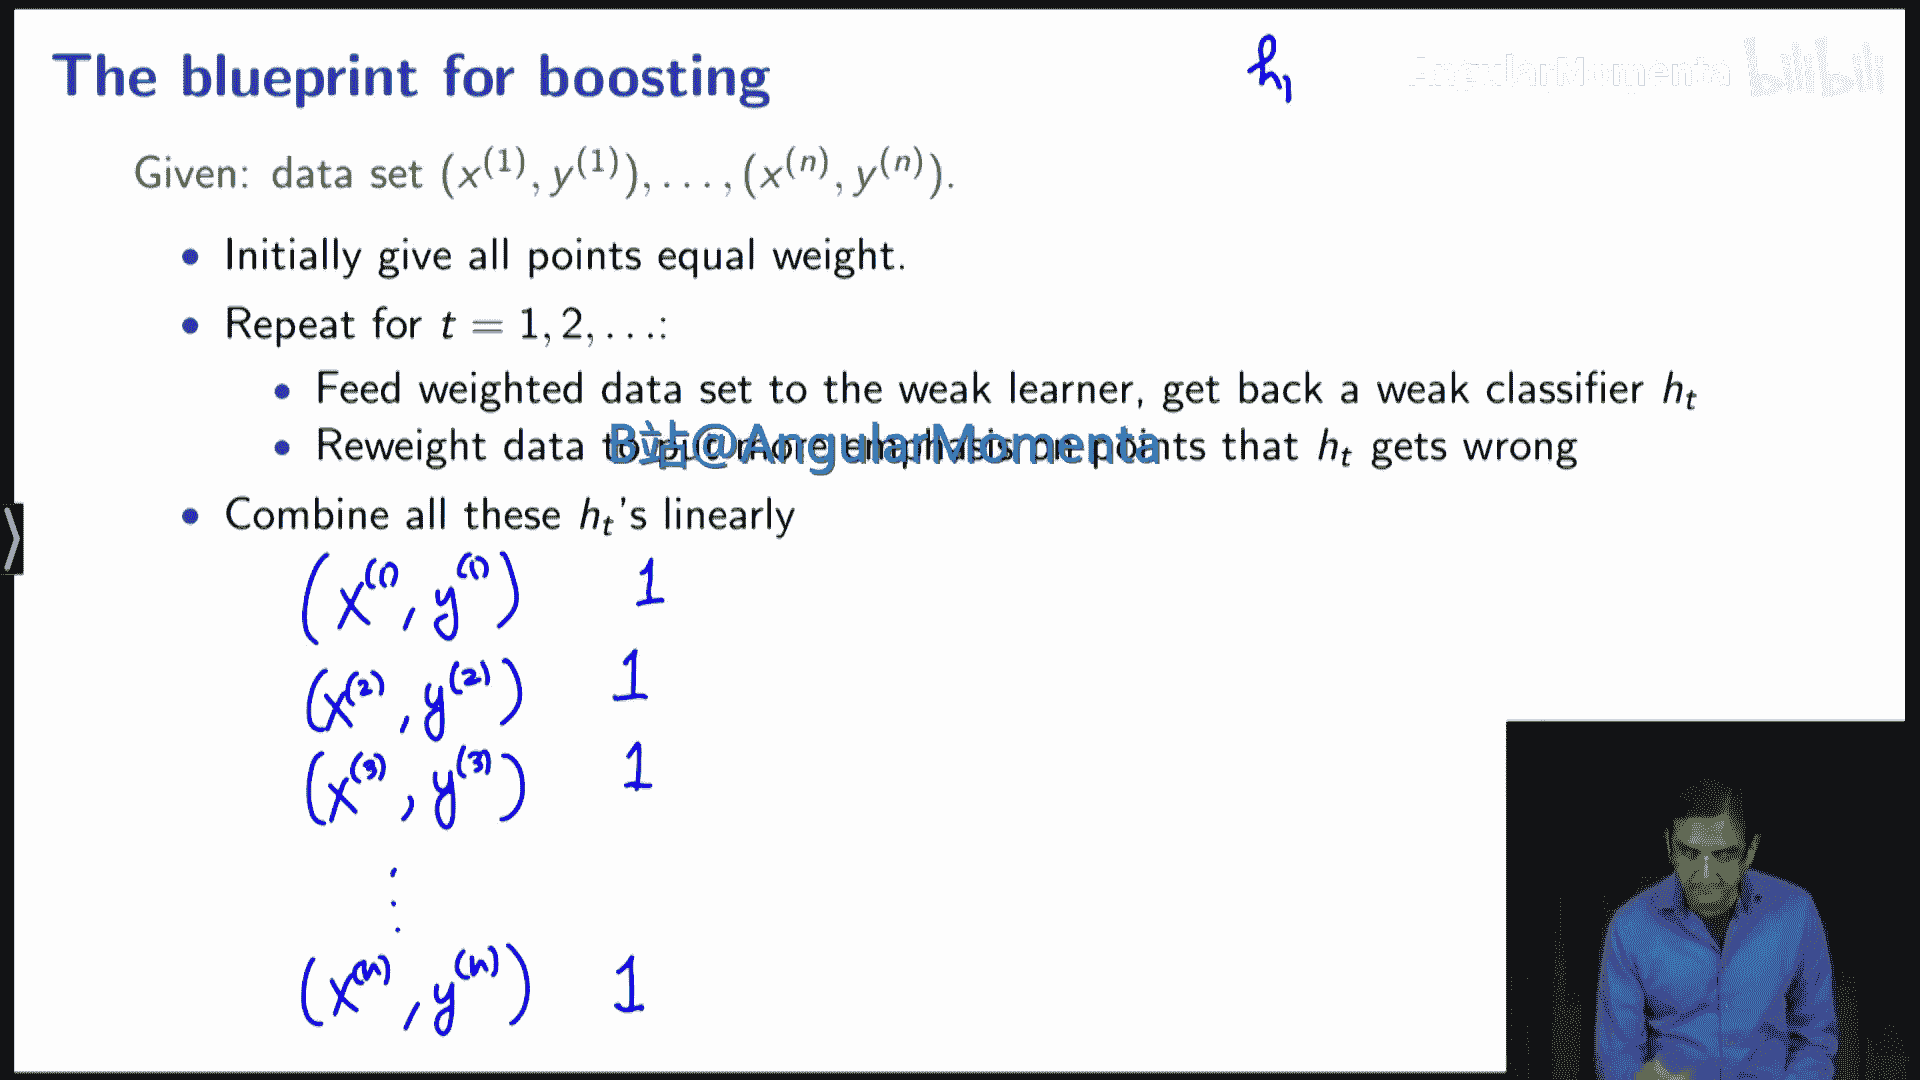 The blueprint for boosting
h₁
AngularMomenta bilibili
Given: data set (x⁽¹⁾, y⁽¹⁾), . . . , (x⁽ⁿ⁾, y⁽ⁿ⁾).
• Initially give all points equal weight.
• Repeat for t = 1, 2, . . .:
• Feed weighted data set to the weak learner, get back a weak classifier hₜ
• Reweight data to put more emphasis on points that hₜ gets wrong
B站@AngularMomenta
• Combine all these hₜ's linearly
(x⁽¹⁾, y⁽¹⁾) 1
(x⁽²⁾, y⁽²⁾) 1
(x⁽³⁾, y⁽³⁾) 1
⋮
(x⁽ⁿ⁾, y⁽ⁿ⁾) 1